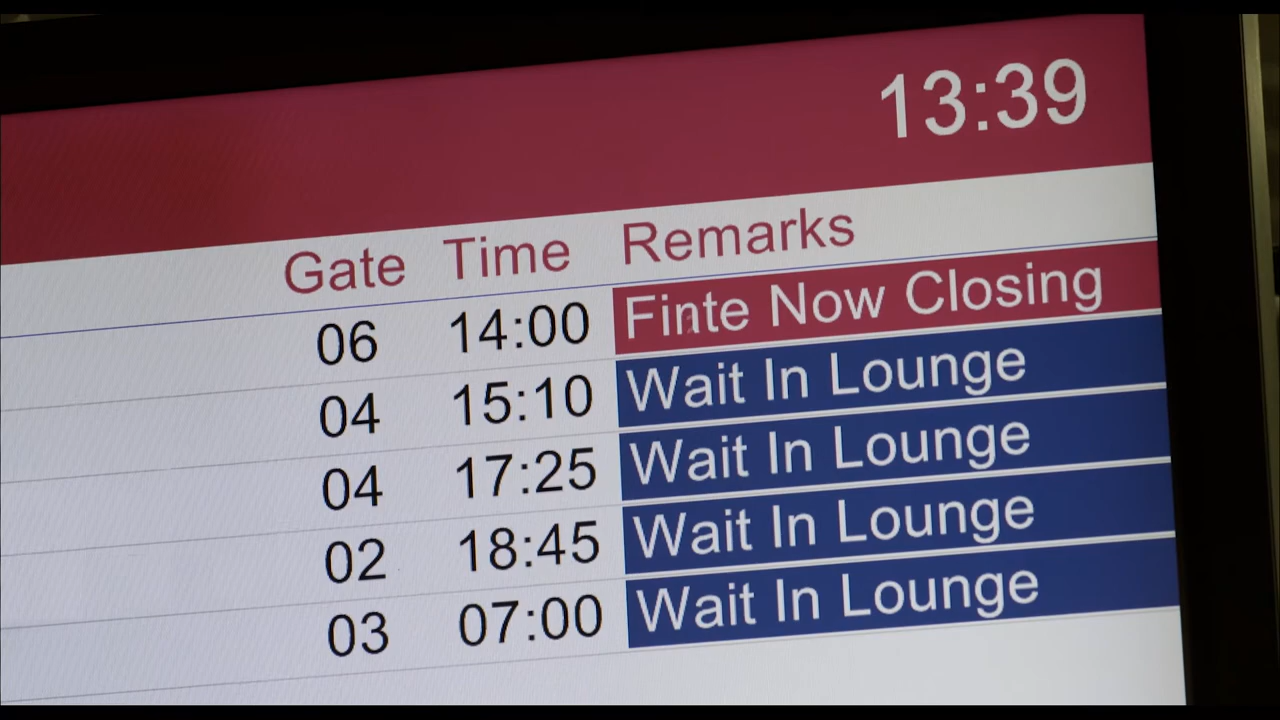 13:39
Gate Time Remarks
06 14:00 Finte Now Closing
04 15:10 Wait In Lounge
04 17:25 Wait In Lounge
02 18:45 Wait In Lounge
03 07:00 Wait In Lounge